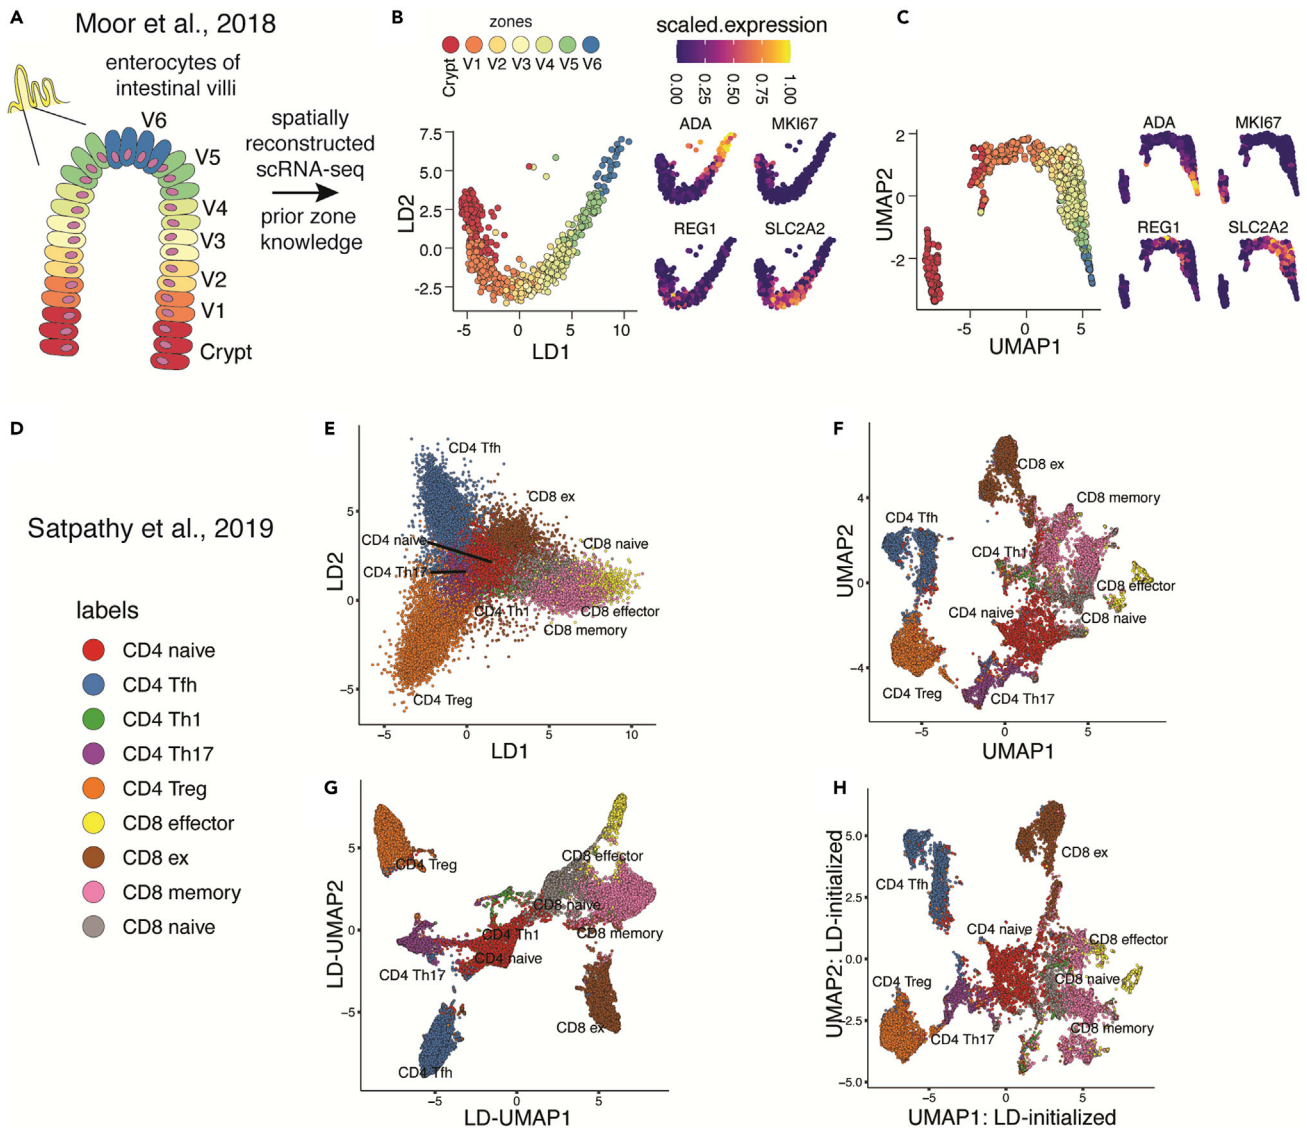 A
Moor et al., 2018
enterocytes of
intestinal villi
V6
V5
V4
V3
V2
V1
Crypt
spatially
reconstructed
scRNA-seq
prior zone
knowledge
B
zones
Crypt
V1
V2
V3
V4
V5
V6
scaled.expression
0.00
0.25
0.50
0.75
1.00
7.5
5.0
2.5
0.0
-2.5
LD2
-5
0
5
10
LD1
ADA
MKI67
REG1
SLC2A2
C
2
0
-2
UMAP2
-5
0
5
UMAP1
ADA
MKI67
REG1
SLC2A2
D
Satpathy et al., 2019
labels
CD4 naive
CD4 Tfh
CD4 Th1
CD4 Th17
CD4 Treg
CD8 effector
CD8 ex
CD8 memory
CD8 naive
E
CD4 Tfh
CD8 ex
CD4 naive
CD8 naive
CD4 Th17
CD4 Th1
CD8 effector
CD8 memory
CD4 Treg
5
0
−5
LD2
−5
0
5
10
LD1
F
CD8 ex
CD8 memory
CD4 Tfh
CD4 Th1
CD8 effector
CD4 naive
CD8 naive
CD4 Treg
CD4 Th17
4
0
−4
UMAP2
−5
0
5
UMAP1
G
CD4 Treg
CD8 effector
CD8 naive
CD4 Th1
CD8 memory
CD4 naive
CD4 Th17
CD8 ex
CD4 Tfh
5
0
−5
LD-UMAP2
−5
0
5
LD-UMAP1
H
CD8 ex
CD4 Tfh
CD4 naive
CD8 effector
CD4 Treg
CD8 naive
CD8 memory
CD4 Th17
5.0
2.5
0.0
−2.5
−5.0
UMAP2: LD-initialized
−5
0
5
UMAP1: LD-initialized